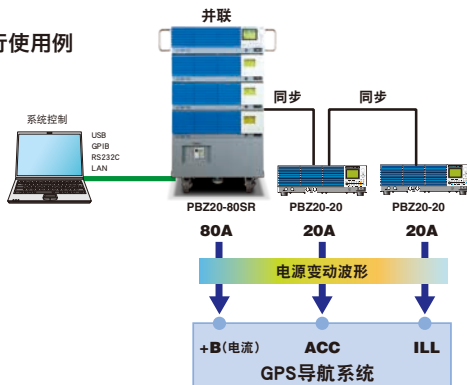 并联
行使用例
同步
同步
系统控制
USB
GPIB
RS232C
LAN
PBZ20-80SR
PBZ20-20
PBZ20-20
80A
20A
20A
电源变动波形
+B(电流)
ACC
ILL
GPS导航系统